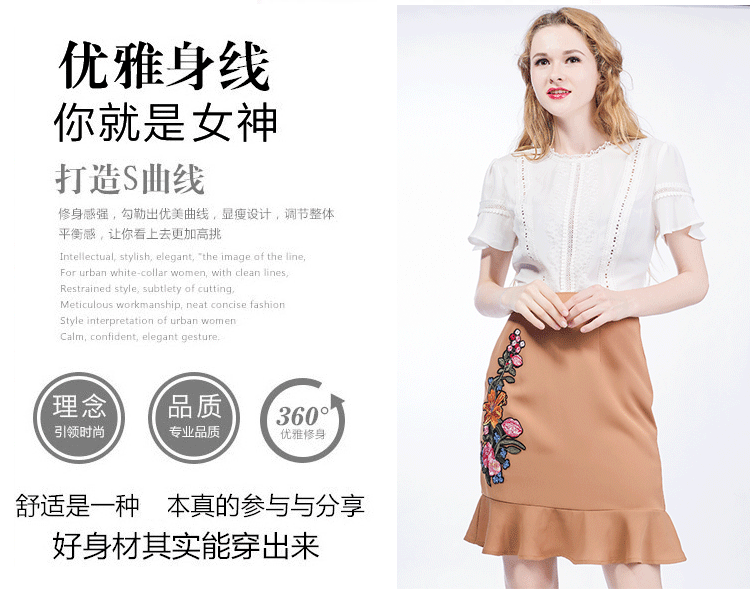 优雅身线
你就是女神
打造S曲线
修身感强，勾勒出优美曲线，显瘦设计，调节整体
平衡感，让你看上去更加高挑
Intellectual, stylish, elegant, "the image of the line,
For urban white-collar women, with clean lines,
Restrained style, subtlety of cutting,
Meticulous workmanship, neat concise fashion
Style interpretation of urban women
Calm, confident, elegant gesture.
理念
引领时尚
品质
专业品质
360°
优雅修身
舒适是一种 本真的参与与分享
好身材其实能穿出来